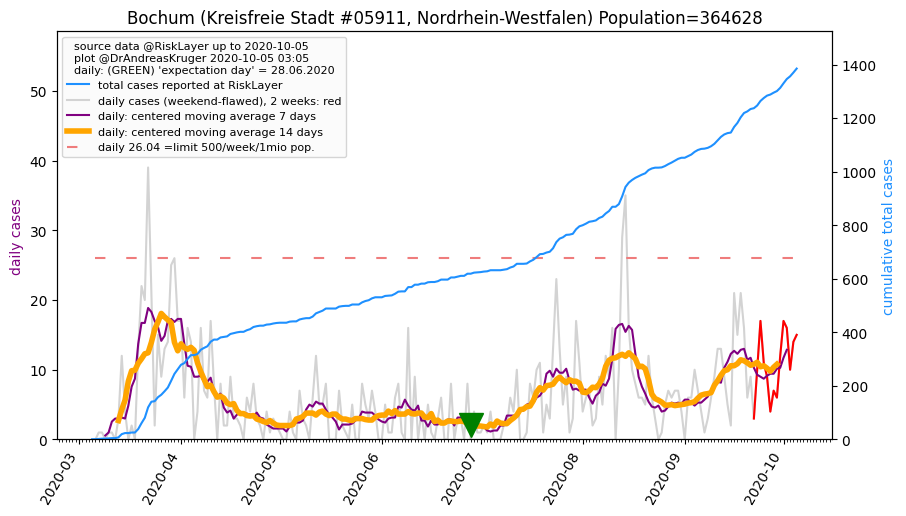 Bochum (Kreisfreie Stadt #05911, Nordrhein-Westfalen) Population=364628
source data @RiskLayer up to 2020-10-05
plot @DrAndreasKruger 2020-10-05 03:05
daily: (GREEN) 'expectation day' = 28.06.2020
total cases reported at RiskLayer
daily cases (weekend-flawed), 2 weeks: red
daily: centered moving average 7 days
daily: centered moving average 14 days
daily 26.04 =limit 500/week/1mio pop.
daily cases
50
40
30
20
10
0
cumulative total cases
1400
1200
1000
800
600
400
200
0
2020-03
2020-04
2020-05
2020-06
2020-07
2020-08
2020-09
2020-10